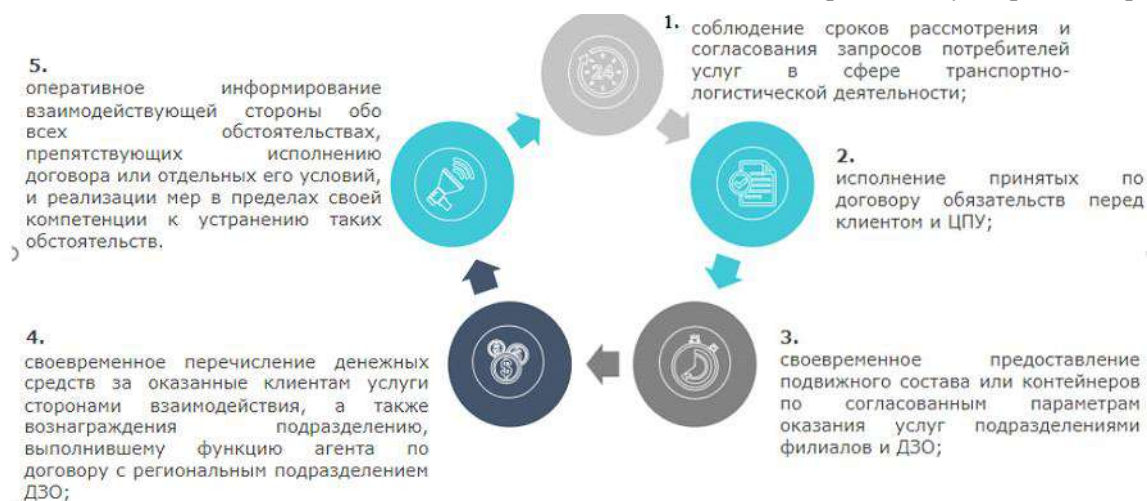 1.
соблюдение сроков рассмотрения и
согласования запросов потребителей
услуг в сфере транспортно-
логистической деятельности;
24
2.
исполнение принятых по
договору обязательств перед
клиентом и ЦПУ;
3.
своевременное предоставление
подвижного состава или контейнеров
по согласованным параметрам
оказания услуг подразделениями
филиалов и ДЗО;
4.
своевременное перечисление денежных
средств за оказанные клиентам услуги
сторонами взаимодействия, а также
вознаграждения подразделению,
выполнившему функцию агента по
договору с региональным подразделением
ДЗО;
$
5.
оперативное информирование
взаимодействующей стороны обо
всех обстоятельствах,
препятствующих исполнению
договора или отдельных его условий,
и реализации мер в пределах своей
компетенции к устранению таких
обстоятельств.